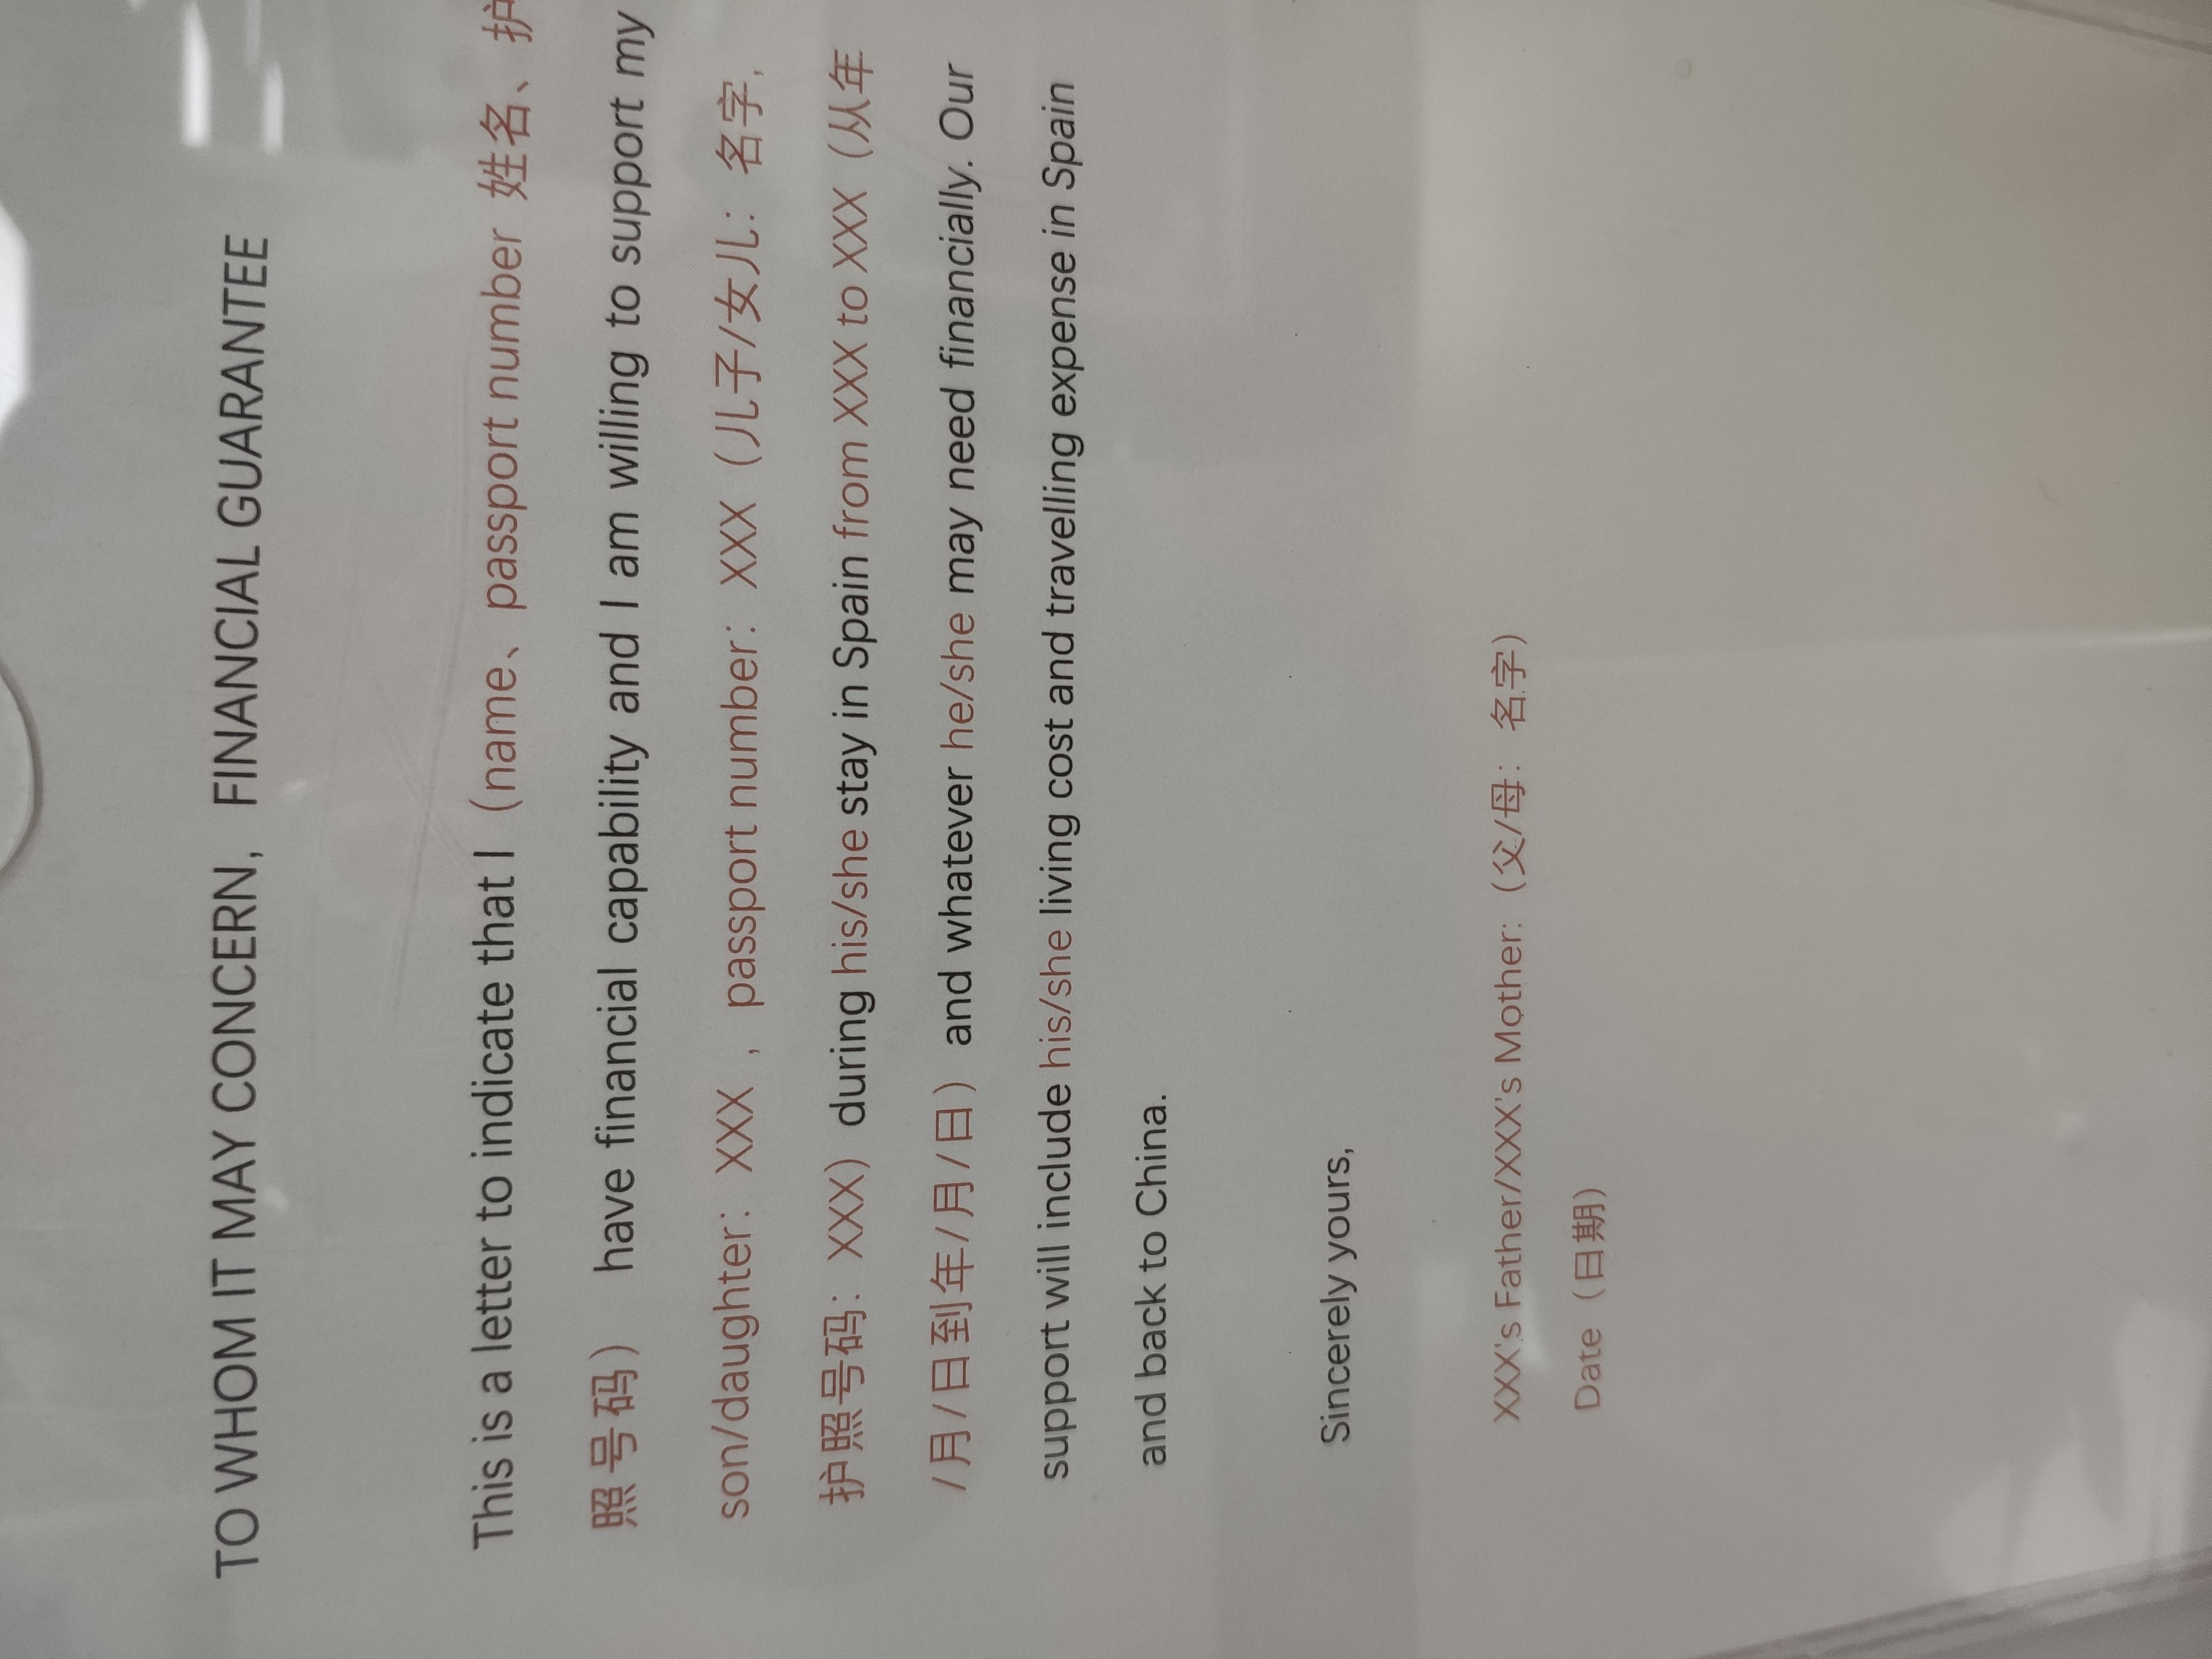 TO WHOM IT MAY CONCERN， FINANCIAL GUARANTEE
This is a letter to indicate that I （name、passport number 姓名、护
照号码） have financial capability and I am willing to support my
son/daughter：XXX ，passport number：XXX（儿子/女儿：名字，
护照号码：XXX）during his/she stay in Spain from XXX to XXX（从年
/月/日到年/月/日）and whatever he/she may need financially. Our
support will include his/she living cost and travelling expense in Spain
and back to China.
Sincerely yours,
XXX's Father/XXX's Mother:（父/母：名字）
Date（日期）